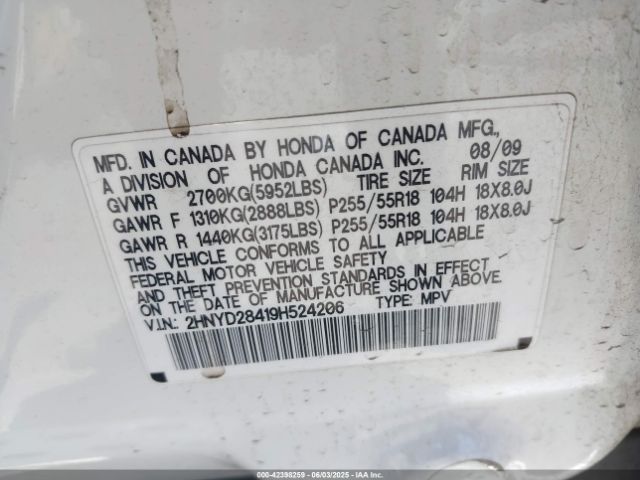 MFD. IN CANADA BY HONDA OF CANADA MFG.,
A DIVISION OF HONDA CANADA INC. 08/09
GVWR 2700KG(5952LBS) TIRE SIZE RIM SIZE
GAWR F 1310KG(2888LBS) P255/55R18 104H 18X8.0J
GAWR R 1440KG(3175LBS) P255/55R18 104H 18X8.0J
THIS VEHICLE CONFORMS TO ALL APPLICABLE
FEDERAL MOTOR VEHICLE SAFETY
AND THEFT PREVENTION STANDARDS IN EFFECT
ON THE DATE OF MANUFACTURE SHOWN ABOVE.
V.I.N.: 2HNYD28419H524206 TYPE: MPV
000-42398259 - 06/03/2025 - IAA Inc.